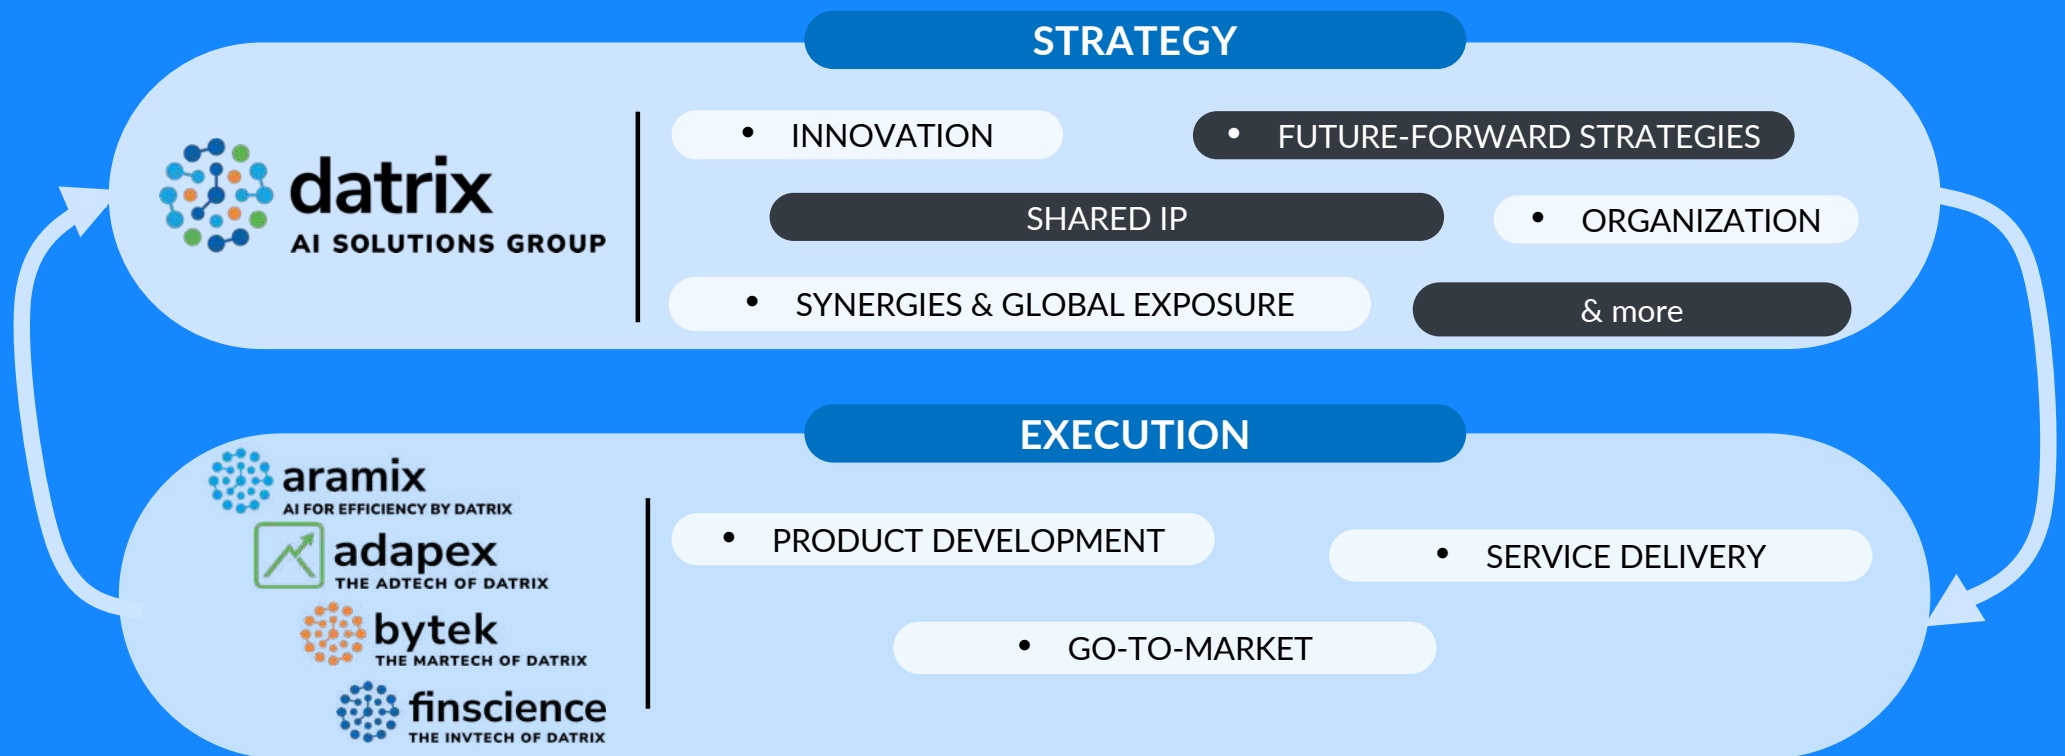 STRATEGY
datrix
AI SOLUTIONS GROUP
• INNOVATION
• FUTURE-FORWARD STRATEGIES
SHARED IP
• ORGANIZATION
• SYNERGIES & GLOBAL EXPOSURE
& more
EXECUTION
aramix
AI FOR EFFICIENCY BY DATRIX
adapex
THE ADTECH OF DATRIX
bytek
THE MARTECH OF DATRIX
finscience
THE INVTECH OF DATRIX
• PRODUCT DEVELOPMENT
• SERVICE DELIVERY
• GO-TO-MARKET